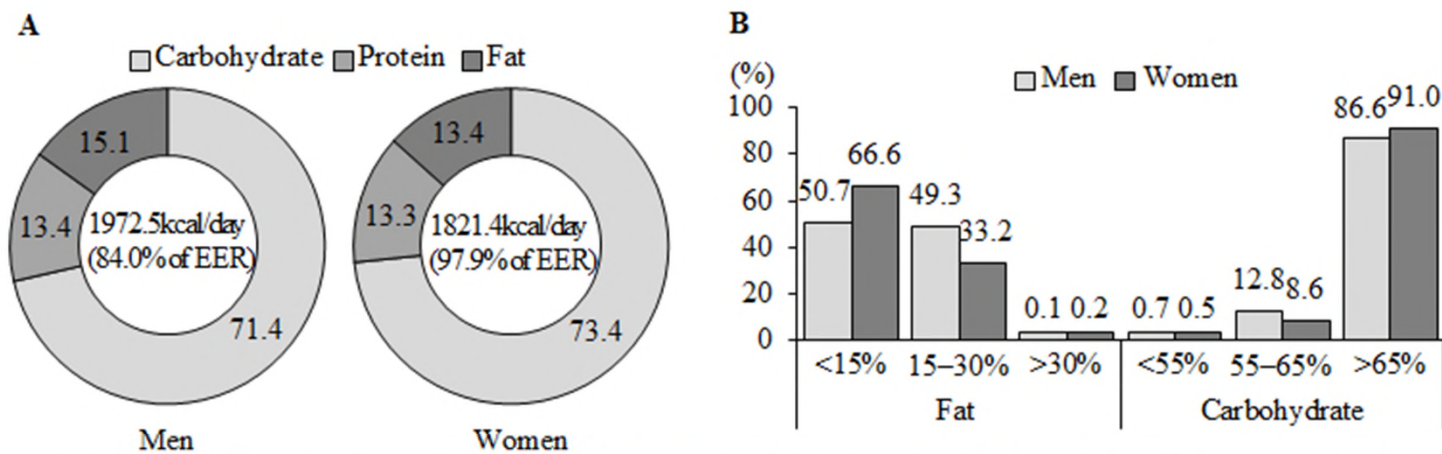 A
Carbohydrate Protein Fat
15.1
13.4
1972.5kcal/day
(84.0% of EER)
71.4
Men
13.4
13.3
1821.4kcal/day
(97.9% of EER)
73.4
Women
B
(%)
Men Women
100
80
60
40
20
0
50.7
66.6
49.3
33.2
0.1 0.2
0.7 0.5
12.8
8.6
86.6
91.0
<15% 15–30% >30% <55% 55–65% >65%
Fat Carbohydrate